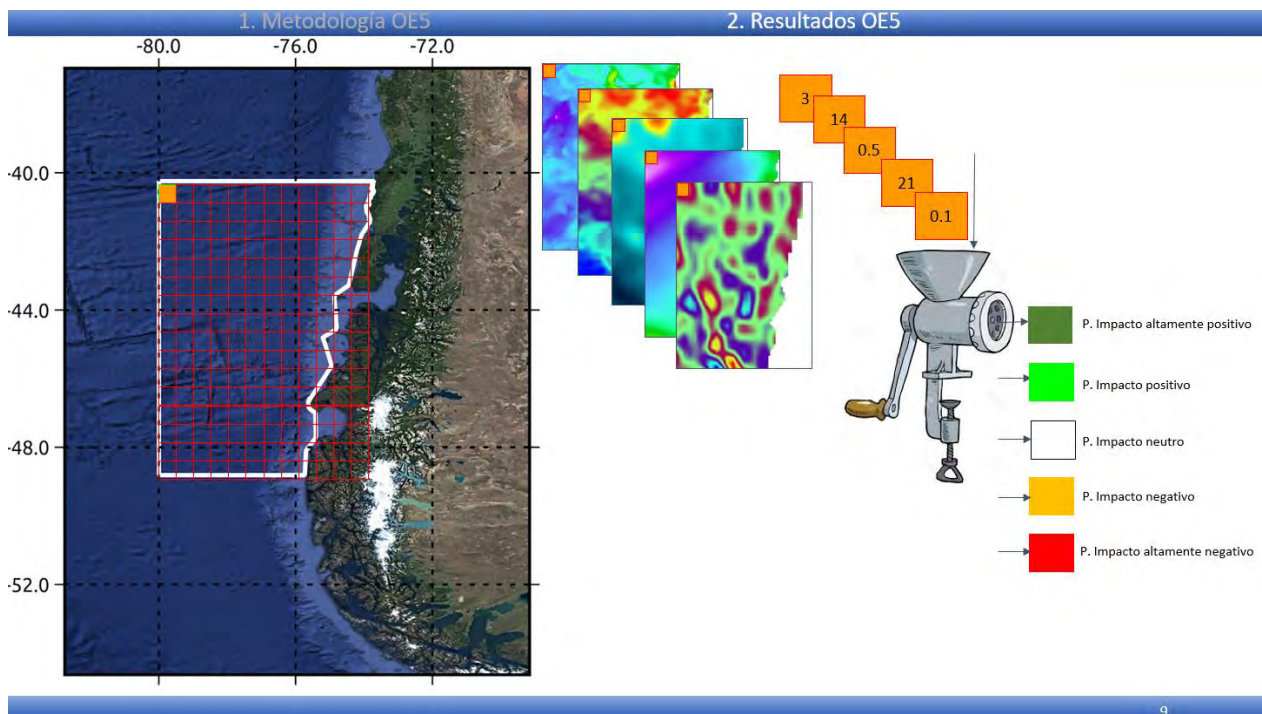 1. Metodología OE5
2. Resultados OE5
-80.0 -76.0 -72.0
-40.0
-44.0
-48.0
-52.0
3
14
0.5
21
0.1
P. Impacto altamente positivo
P. Impacto positivo
P. Impacto neutro
P. Impacto negativo
P. Impacto altamente negativo
9